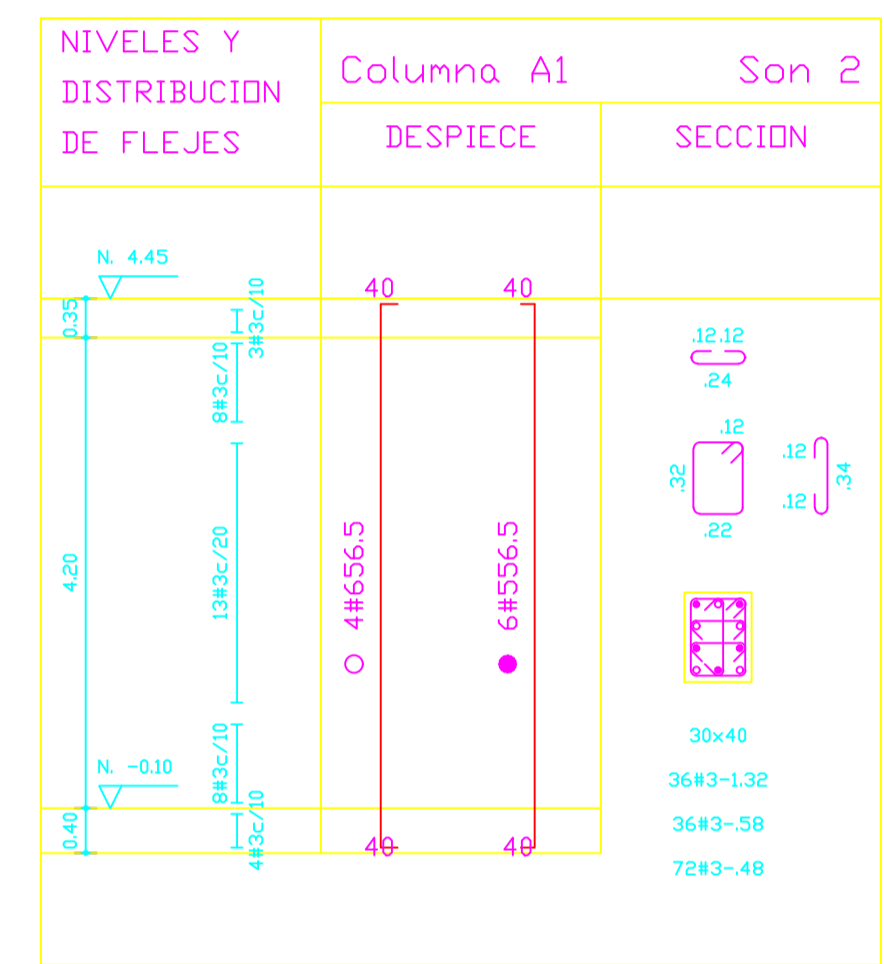 NIVELES Y
DISTRIBUCION
DE FLEJES
Columna A1
Son 2
DESPIECE
SECCION
N. 4.45
0.35
3#3c/10
8#3c/10
4.20
13#3c/20
8#3c/10
N. -0.10
0.40
4#3c/10
40
40
4#656.5
6#556.5
40
40
.12.12
.24
.12
.32
.22
.12
.34
.12
30x40
36#3-1.32
36#3-.58
72#3-.48